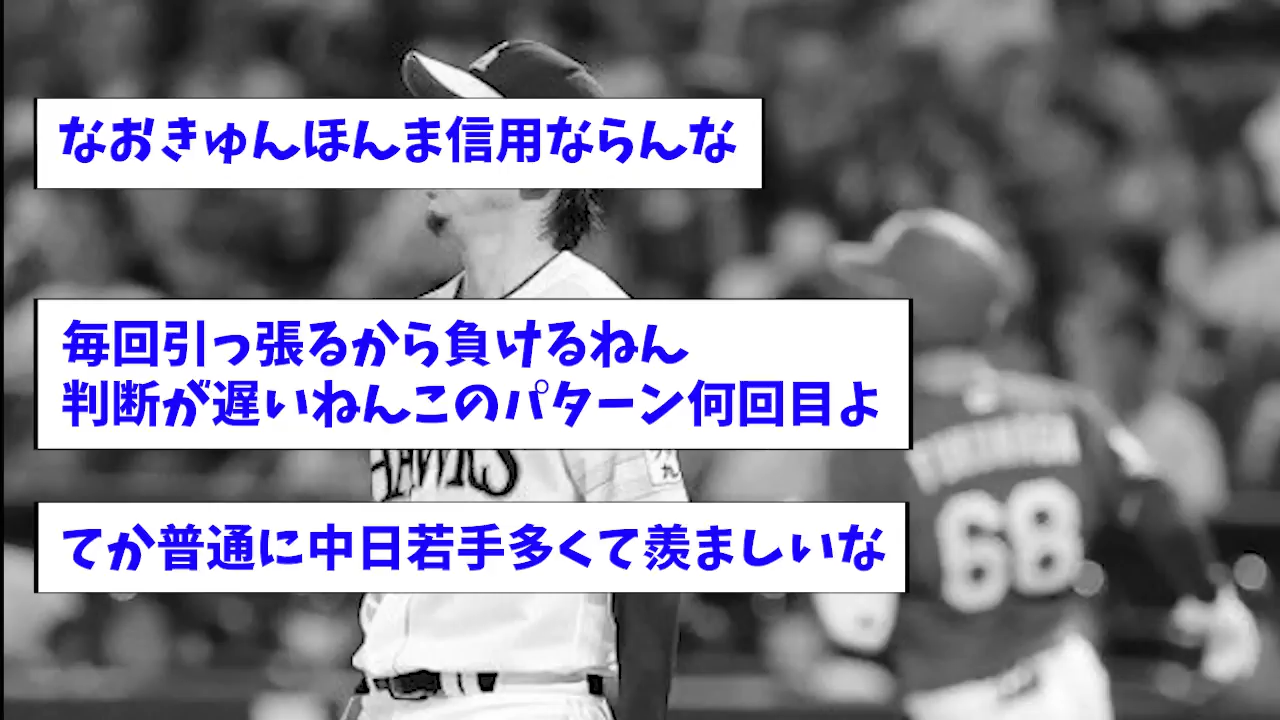 なおきゅんほんま信用ならんな
毎回引っ張るから負けるねん
判断が遅いねんこのパターン何回目よ
てか普通に中日若手多くて羨ましいな
HAWKS
九
68